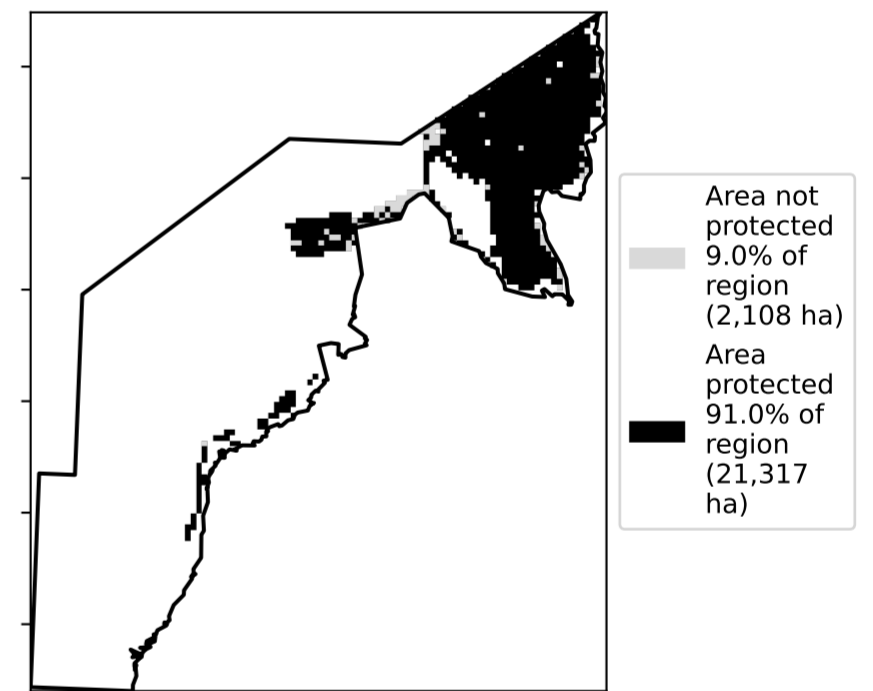 Area not
protected
9.0% of
region
(2,108 ha)
Area
protected
91.0% of
region
(21,317
ha)